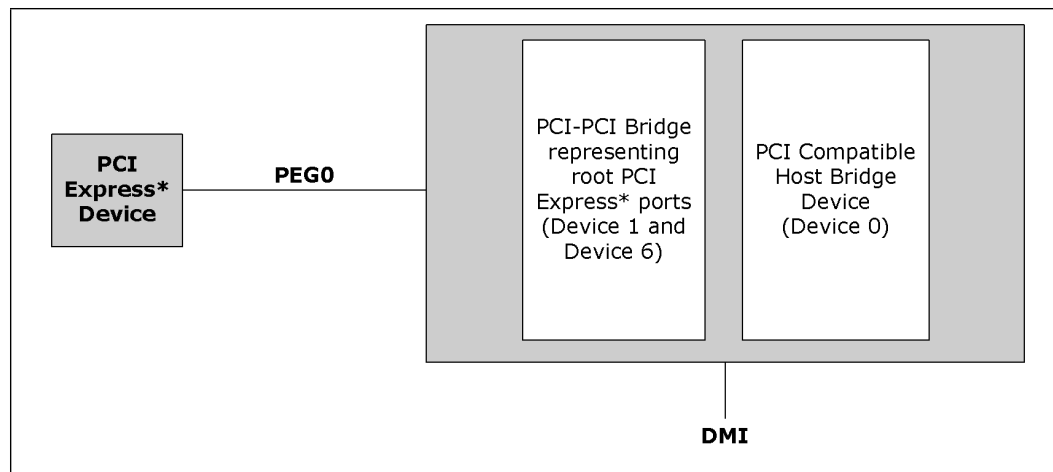 PCI
Express*
Device
PEG0
PCI-PCI Bridge
representing
root PCI
Express* ports
(Device 1 and
Device 6)
PCI Compatible
Host Bridge
Device
(Device 0)
DMI